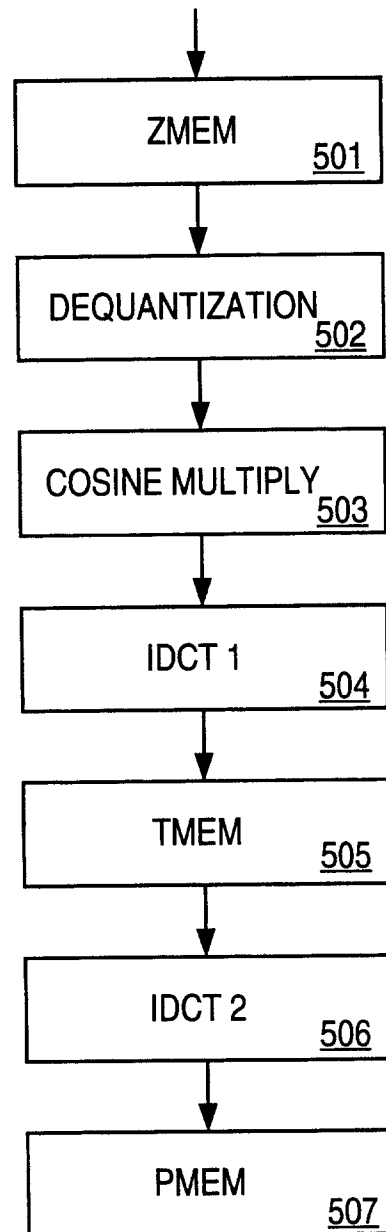 ZMEM
501
DEQUANTIZATION
502
COSINE MULTIPLY
503
IDCT 1
504
TMEM
505
IDCT 2
506
PMEM
507